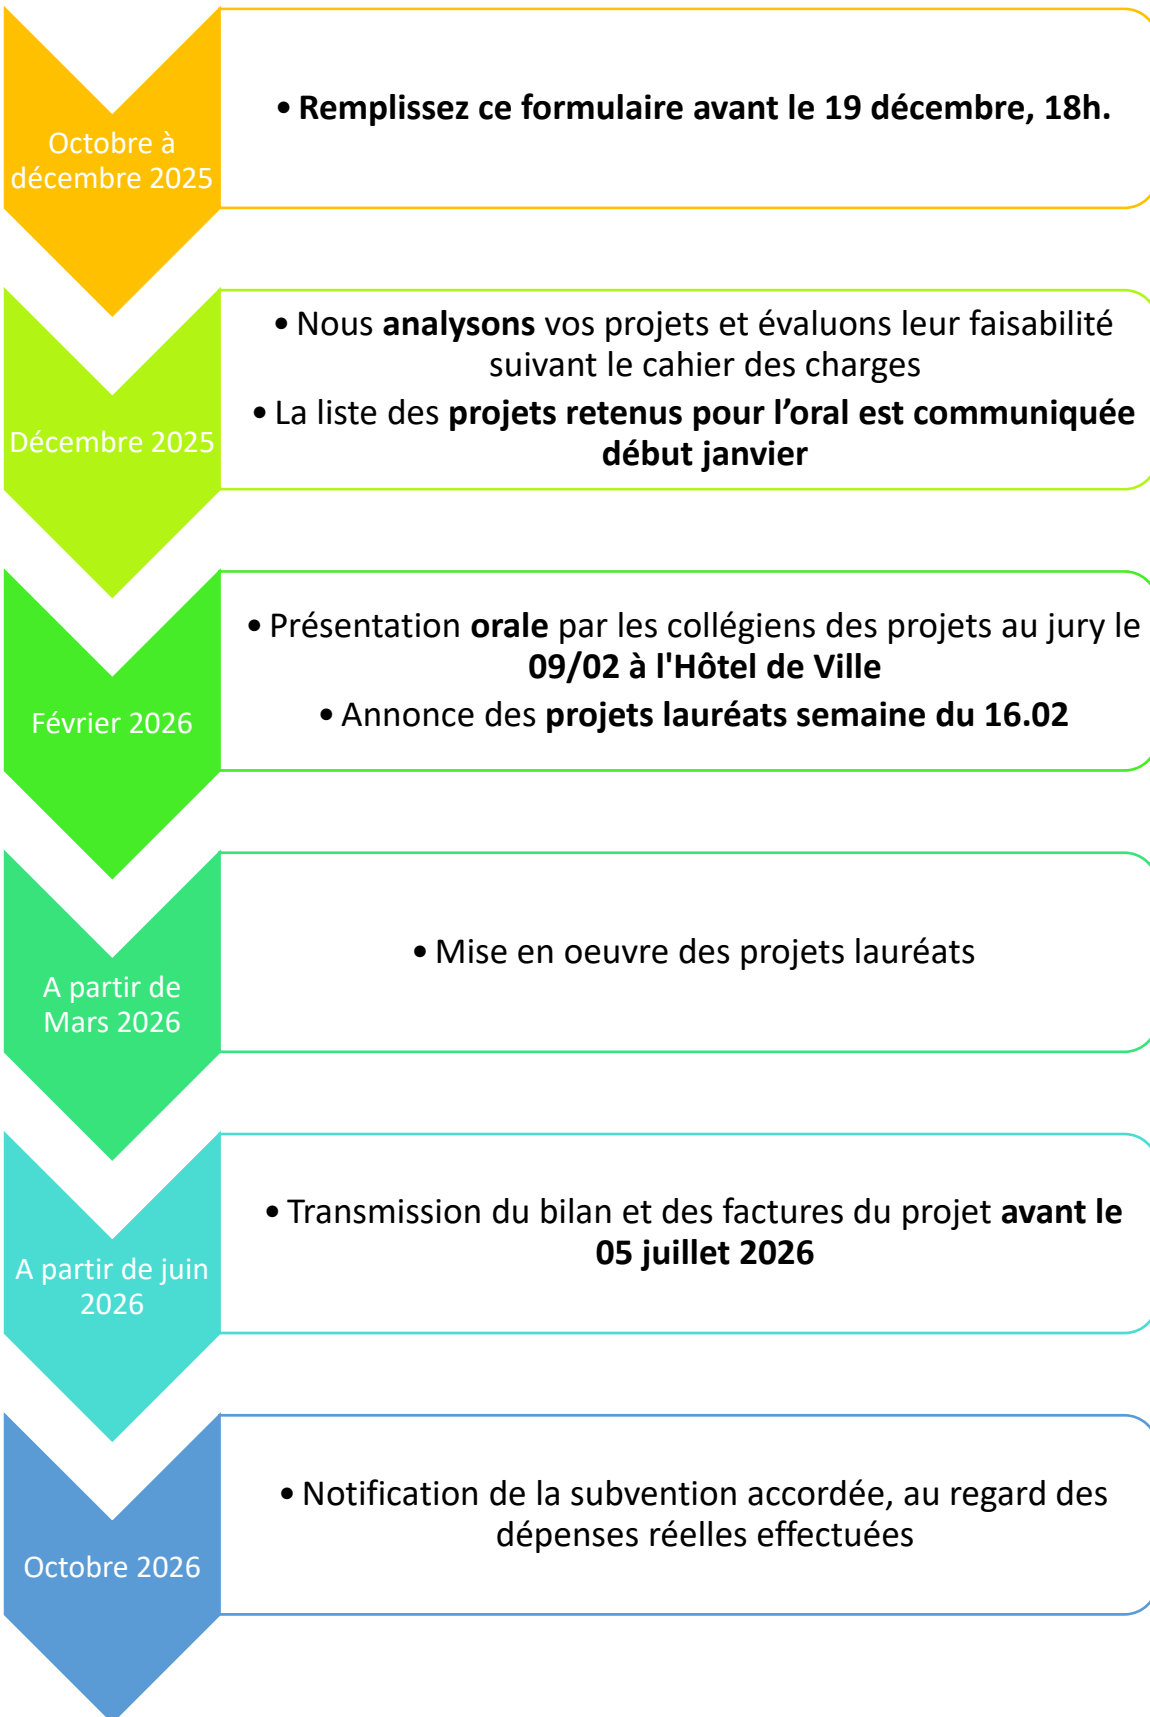 Octobre à
décembre 2025
• Remplissez ce formulaire avant le 19 décembre, 18h.
Décembre 2025
• Nous analysons vos projets et évaluons leur faisabilité
suivant le cahier des charges
• La liste des projets retenus pour l’oral est communiquée
début janvier
Février 2026
• Présentation orale par les collégiens des projets au jury le
09/02 à l'Hôtel de Ville
• Annonce des projets lauréats semaine du 16.02
A partir de
Mars 2026
• Mise en oeuvre des projets lauréats
A partir de juin
2026
• Transmission du bilan et des factures du projet avant le
05 juillet 2026
Octobre 2026
• Notification de la subvention accordée, au regard des
dépenses réelles effectuées